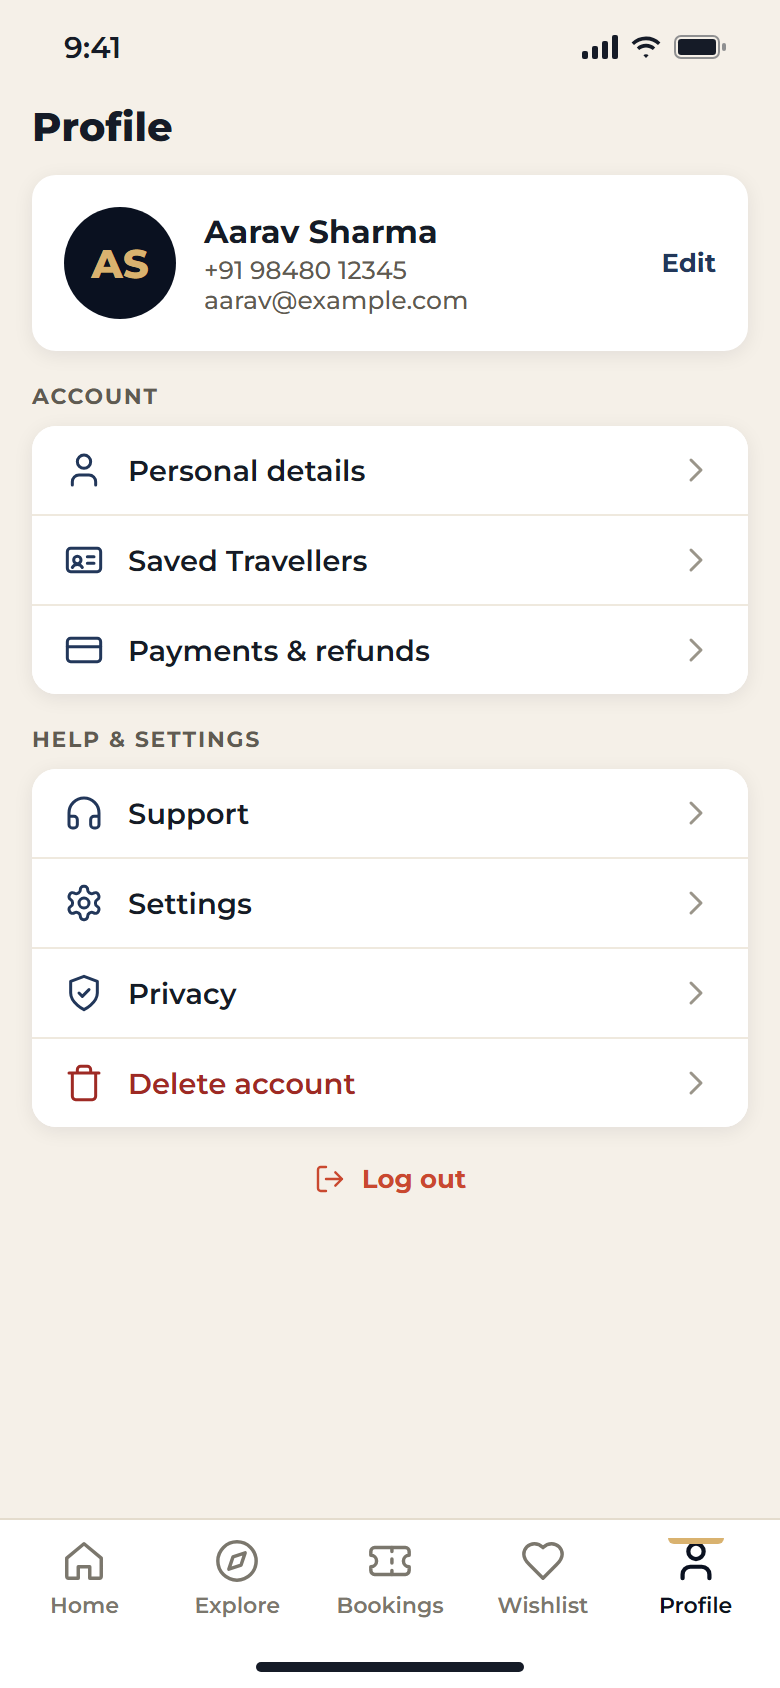 9:41
Profile
AS
Aarav Sharma
+91 98480 12345
aarav@example.com
Edit
ACCOUNT
Personal details
Saved Travellers
Payments & refunds
HELP & SETTINGS
Support
Settings
Privacy
Delete account
Log out
Home
Explore
Bookings
Wishlist
Profile